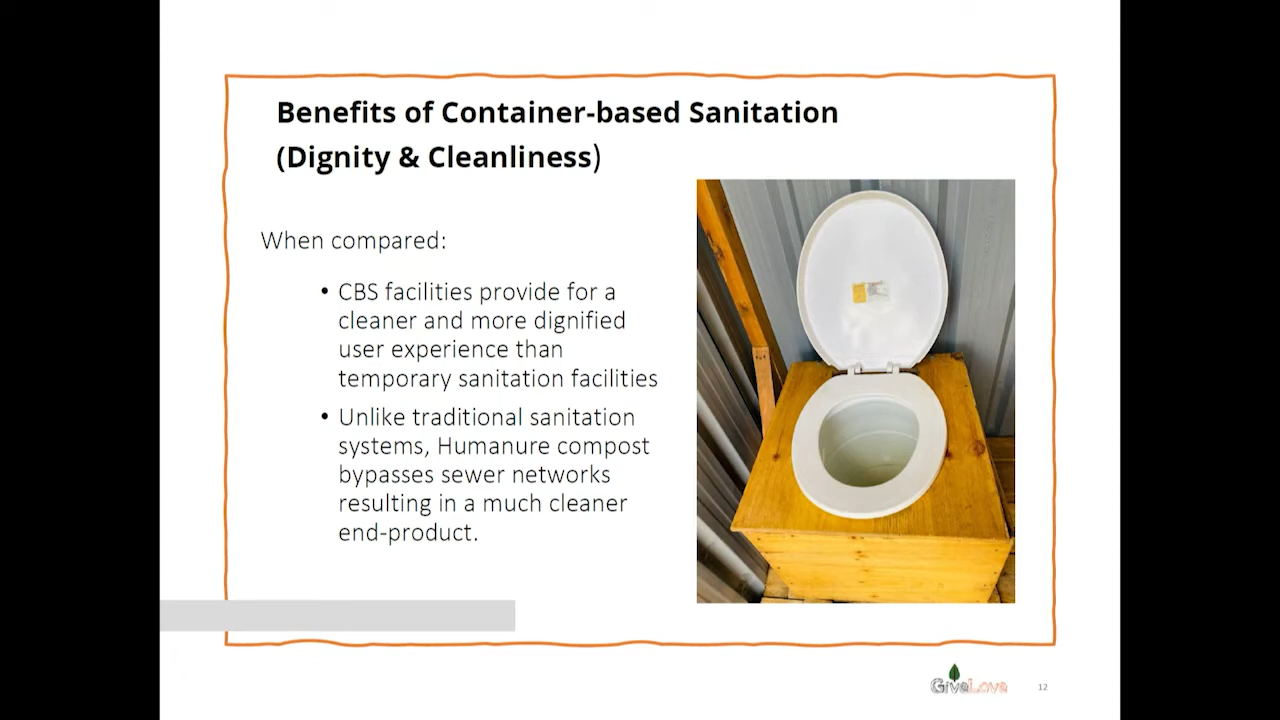 Benefits of Container-based Sanitation
(Dignity & Cleanliness)
When compared:
• CBS facilities provide for a
cleaner and more dignified
user experience than
temporary sanitation facilities
• Unlike traditional sanitation
systems, Humanure compost
bypasses sewer networks
resulting in a much cleaner
end-product.
GiveLove
12